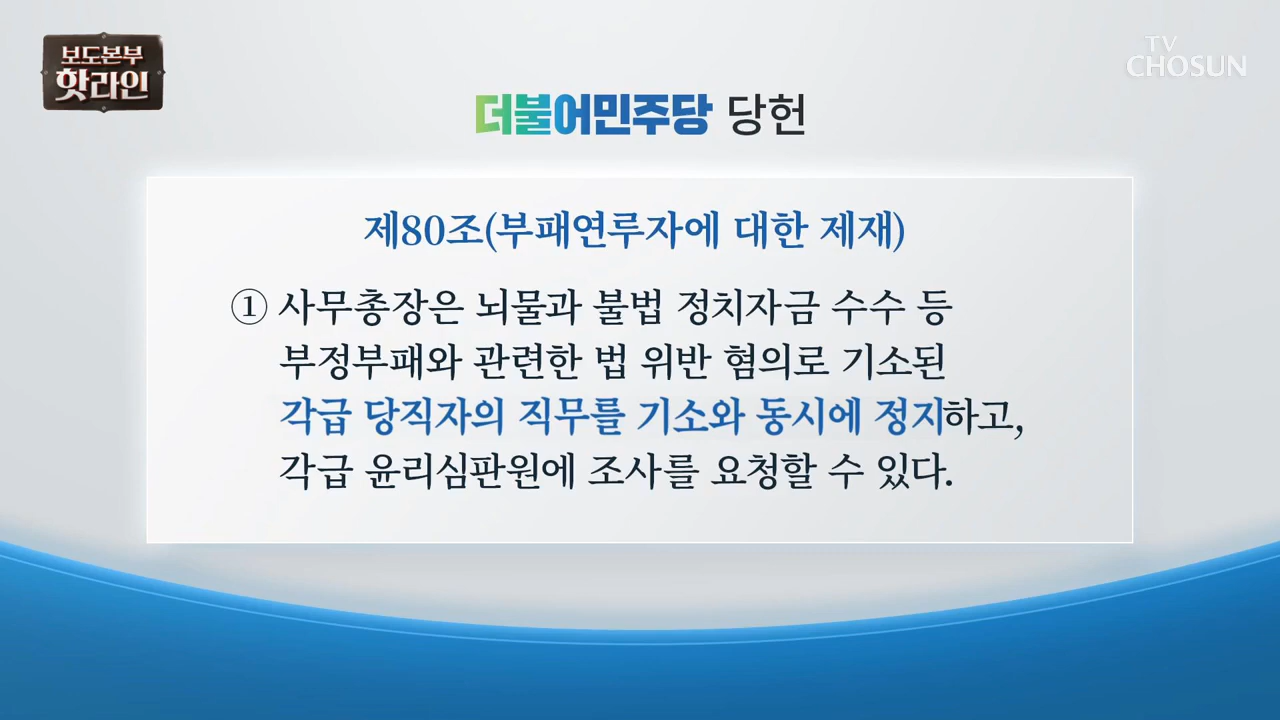 보도본부
핫라인
TV
CHOSUN
더불어민주당 당헌
제80조(부패연루자에 대한 제재)
① 사무총장은 뇌물과 불법 정치자금 수수 등
부정부패와 관련한 법 위반 혐의로 기소된
각급 당직자의 직무를 기소와 동시에 정지하고,
각급 윤리심판원에 조사를 요청할 수 있다.